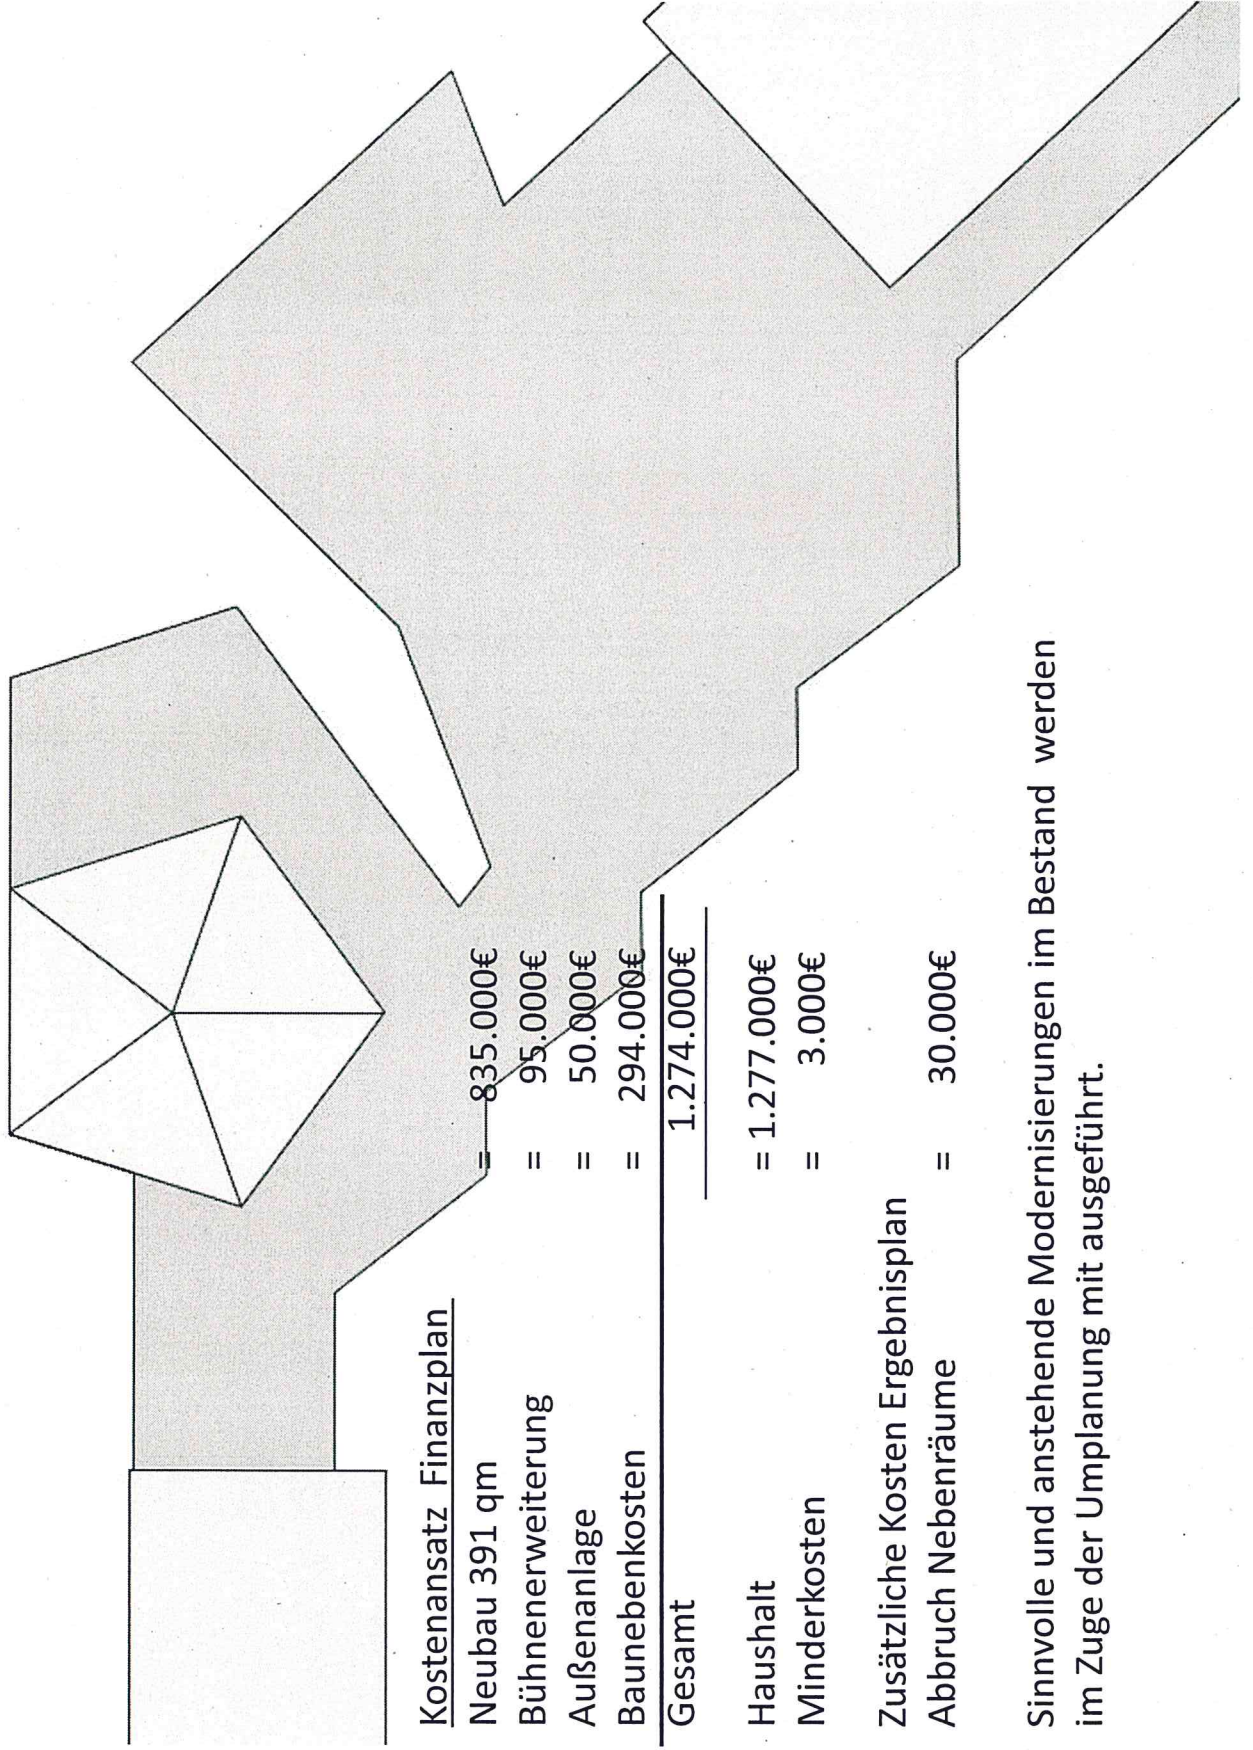 Kostenansatz Finanzplan
Neubau 391 qm = 835.000€
Bühnenerweiterung = 95.000€
Außenanlage = 50.000€
Baunebenkosten = 294.000€
Gesamt 1.274.000€
Haushalt = 1.277.000€
Minderkosten = 3.000€
Zusätzliche Kosten Ergebnisplan
Abbruch Nebenräume = 30.000€
Sinnvolle und anstehende Modernisierungen im Bestand werden
im Zuge der Umplanung mit ausgeführt.